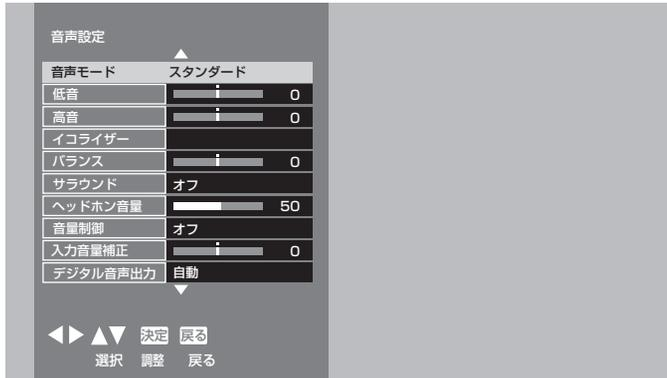 音声設定
音声モード スタンダード
低音 0
高音 0
イコライザー
バランス 0
サラウンド オフ
ヘッドホン音量 50
音量制御 オフ
入力音量補正 0
デジタル音声出力 自動
決定 戻る
選択 調整 戻る